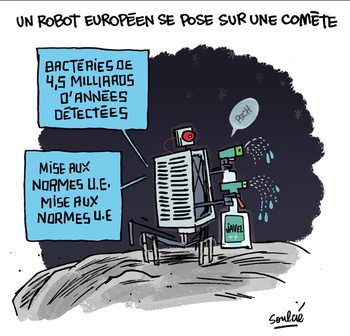 UN ROBOT EUROPÉEN SE POSE SUR UNE COMÈTE
BACTÉRIES DE
4,5 MILLIARDS
D'ANNÉES
DÉTECTÉES
PSCH
MISE AUX
NORMES U.E,
MISE AUX
NORMES U.E
JAVEL
Soulcié